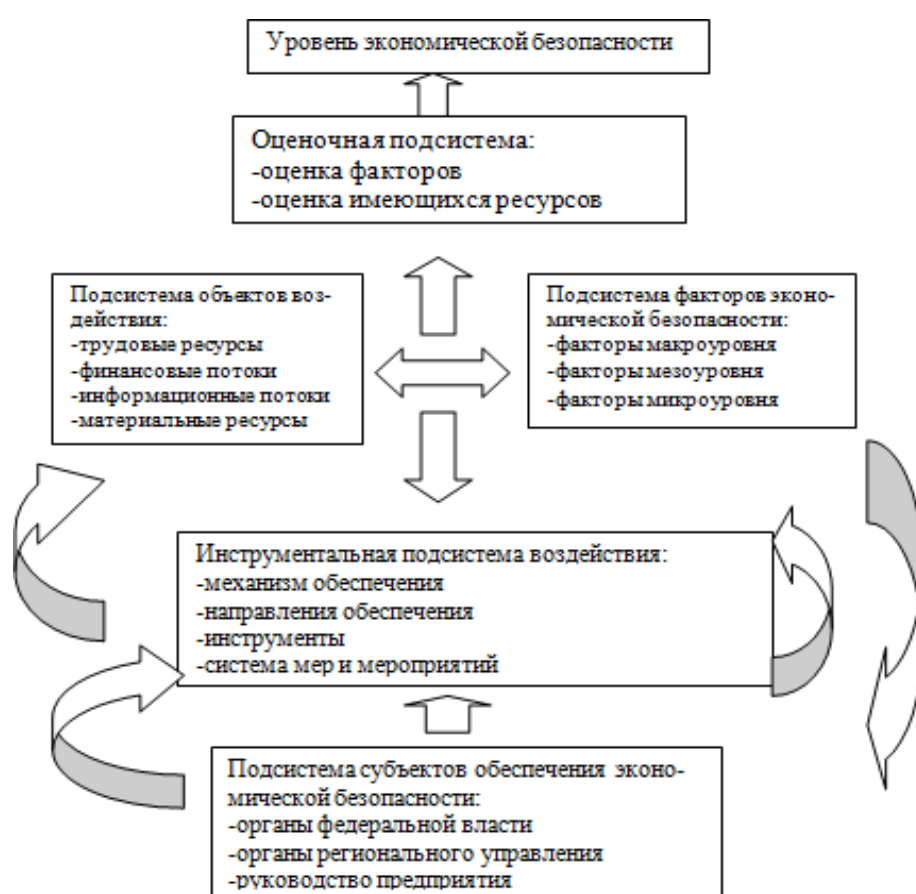 Уровень экономической безопасности
Оценочная подсистема:
-оценка факторов
-оценка имеющихся ресурсов
Подсистема объектов воз-
действия:
-трудовые ресурсы
-финансовые потоки
-информационные потоки
-материальные ресурсы
Подсистема факторов эконо-
мической безопасности:
-факторы макроуровня
-факторы мезоуровня
-факторы микроуровня
Инструментальная подсистема воздействия:
-механизм обеспечения
-направления обеспечения
-инструменты
-система мер и мероприятий
Подсистема субъектов обеспечения эконо-
мической безопасности:
-органы федеральной власти
-органы регионального управления
-руководство предприятия